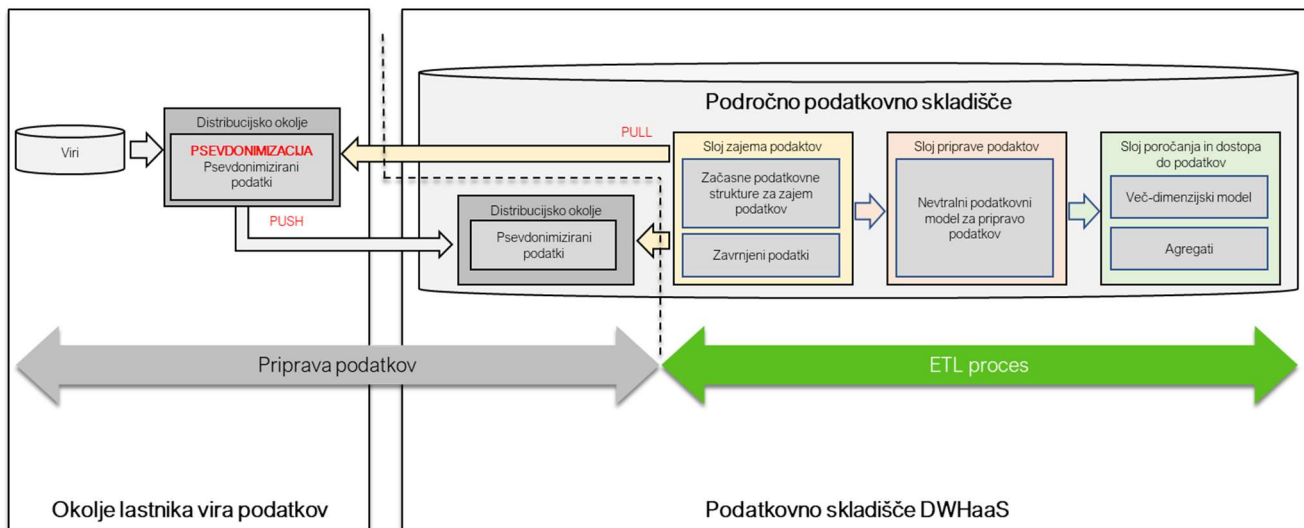 Področno podatkovno skladišče
Viri
Distribucijsko okolje
PSEVDONIMIZACIJA
Psevdonimizirani
podatki
PUSH
PULL
Distribucijsko okolje
Psevdonimizirani
podatki
Sloj zajema podaktov
Začasne podatkovne
strukture za zajem
podatkov
Zavrnjeni podatki
Sloj priprave podaktov
Nevtralni podatkovni
model za pripravo
podatkov
Sloj poročanja in dostopa
do podatkov
Več-dimenzijski model
Agregati
Priprava podatkov
ETL proces
Okolje lastnika vira podatkov
Podatkovno skladišče DWHaaS